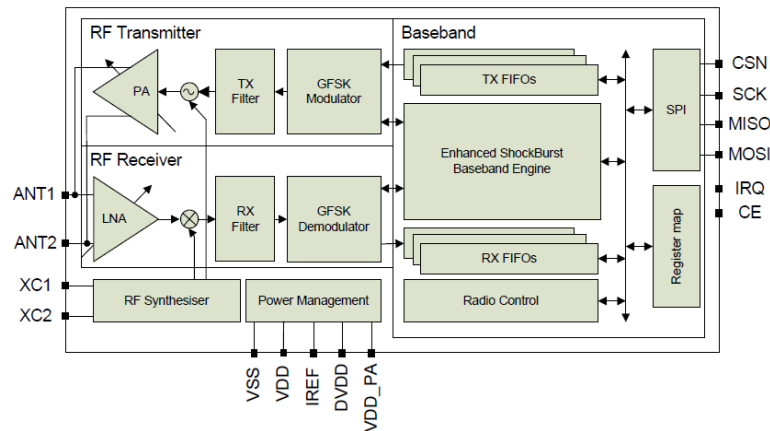 RF Transmitter
Baseband
PA
TX
Filter
GFSK
Modulator
TX FIFOs
SPI
CSN
SCK
MISO
MOSI
Enhanced ShockBurst
Baseband Engine
RF Receiver
ANT1
ANT2
LNA
RX
Filter
GFSK
Demodulator
RX FIFOs
Register map
IRQ
CE
XC1
XC2
RF Synthesiser
Power Management
Radio Control
VSS
VDD
IREF
DVDD
VDD_PA